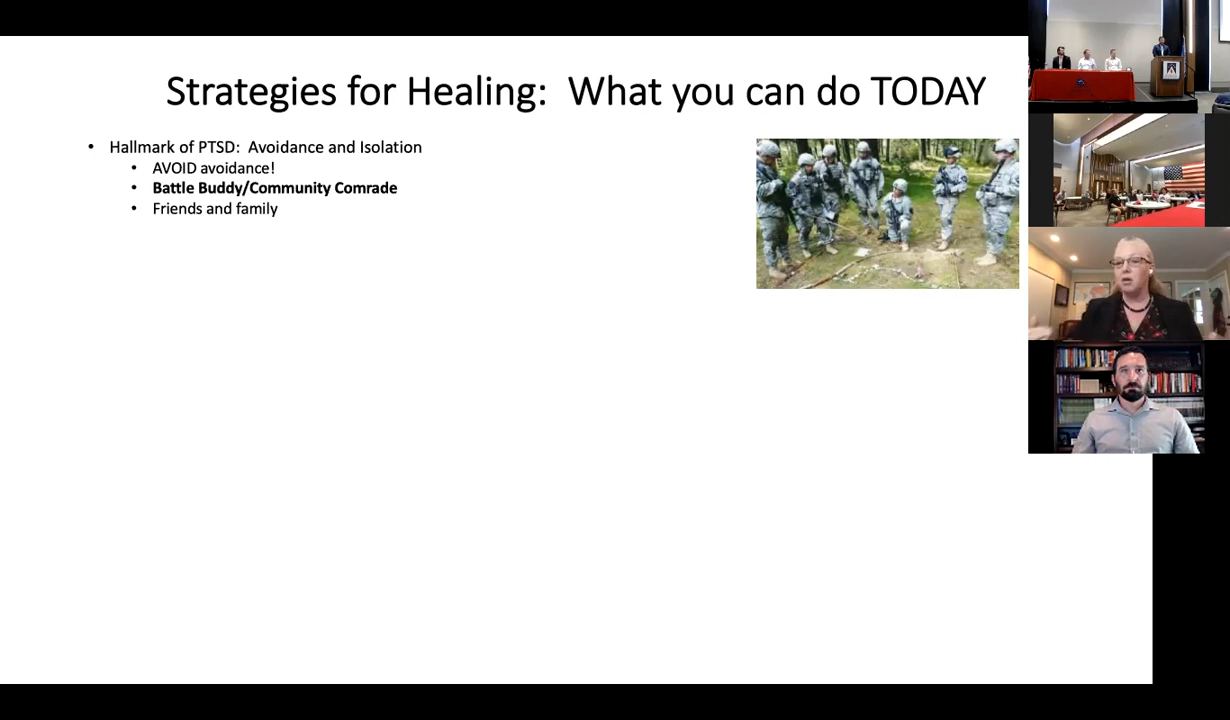 Strategies for Healing:  What you can do TODAY
• Hallmark of PTSD:  Avoidance and Isolation
• AVOID avoidance!
• Battle Buddy/Community Comrade
• Friends and family